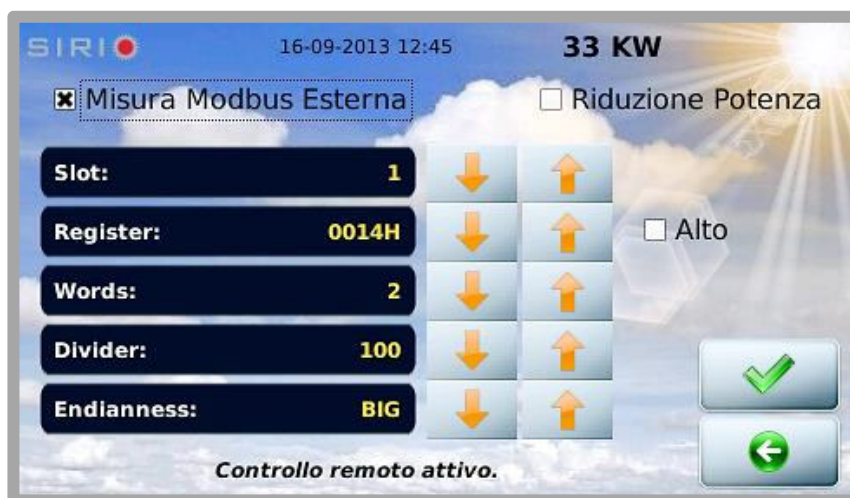 SIRIO 16-09-2013 12:45 33 KW
Misura Modbus Esterna Riduzione Potenza
Slot: 1
Register: 0014H Alto
Words: 2
Divider: 100
Endianness: BIG
Controllo remoto attivo.